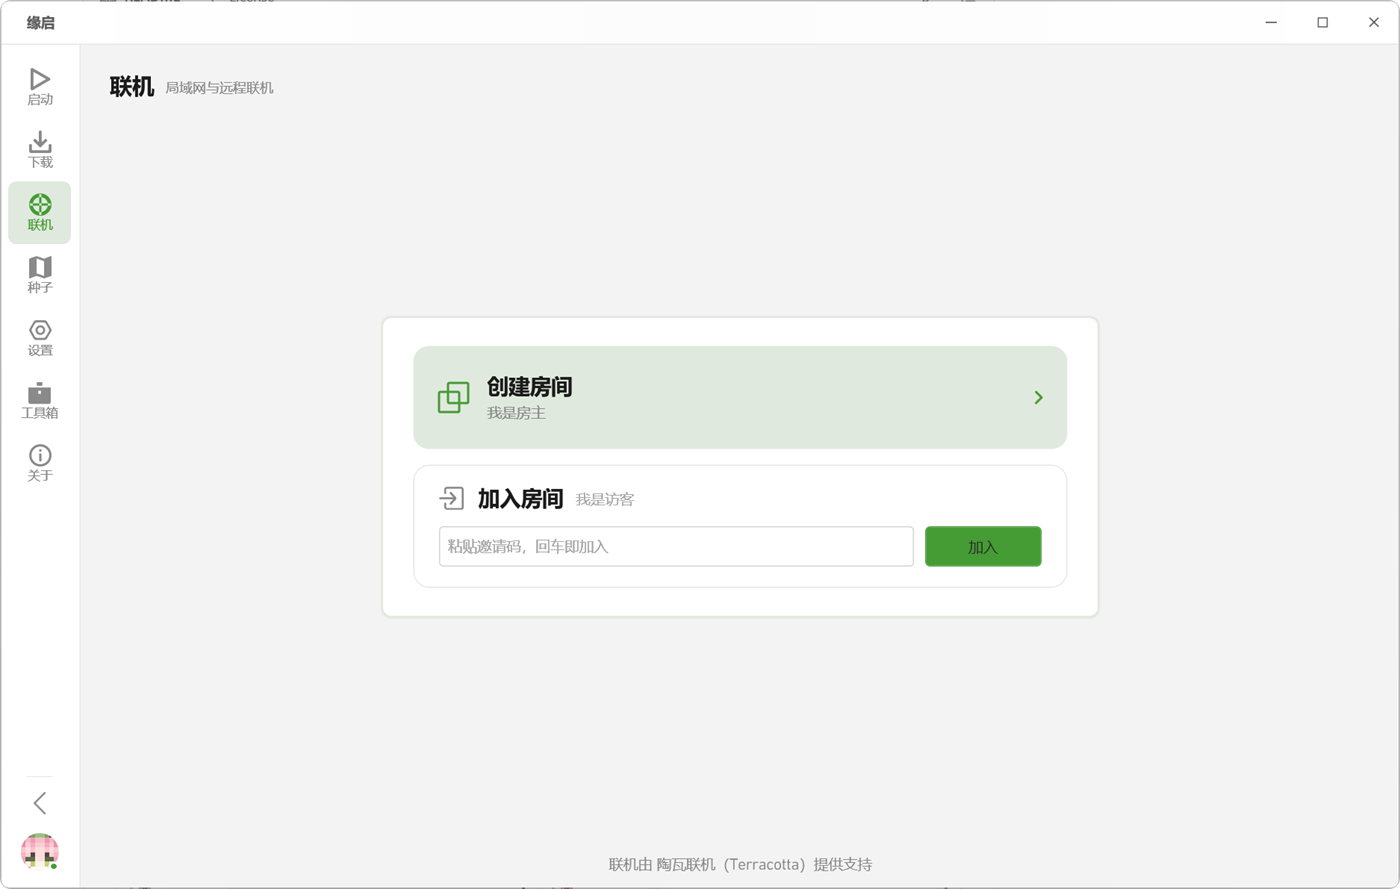 缘启
启动
下载
联机
种子
设置
工具箱
关于
联机 局域网与远程联机
创建房间
我是房主
加入房间 我是访客
粘贴邀请码，回车即加入
加入
联机由 陶瓦联机（Terracotta）提供支持